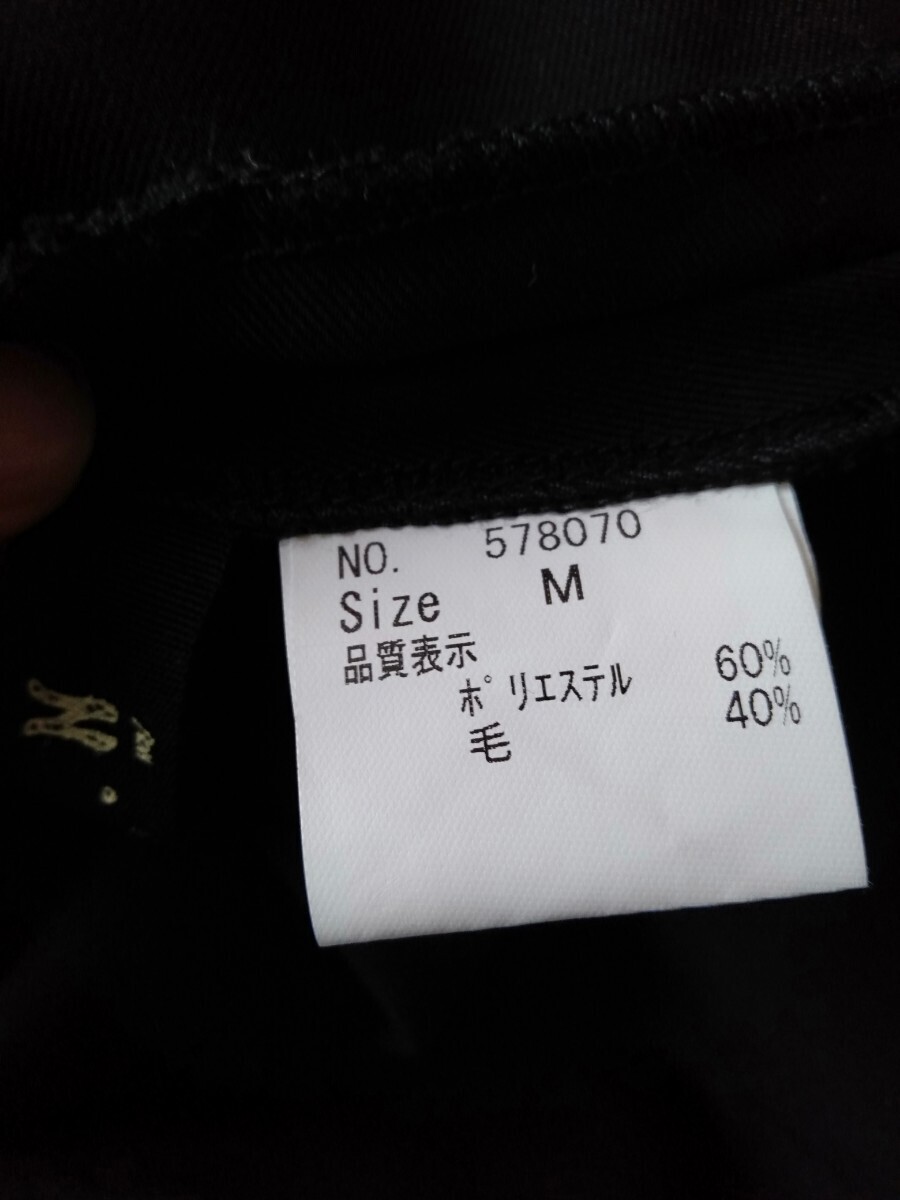 NO. 578070
Size M
品質表示
ポリエステル 60%
毛 40%
N